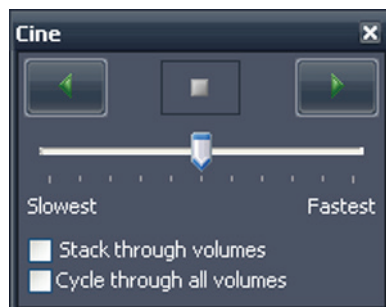 Cine
Slowest Fastest
Stack through volumes
Cycle through all volumes